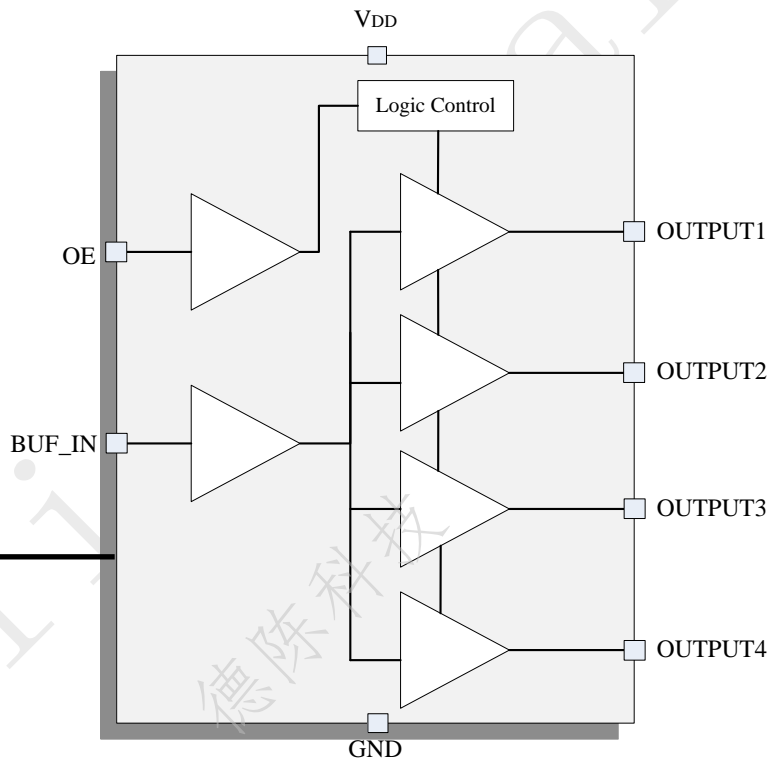 VDD
Logic Control
OE
OUTPUT1
OUTPUT2
BUF_IN
OUTPUT3
OUTPUT4
德陈科技
GND